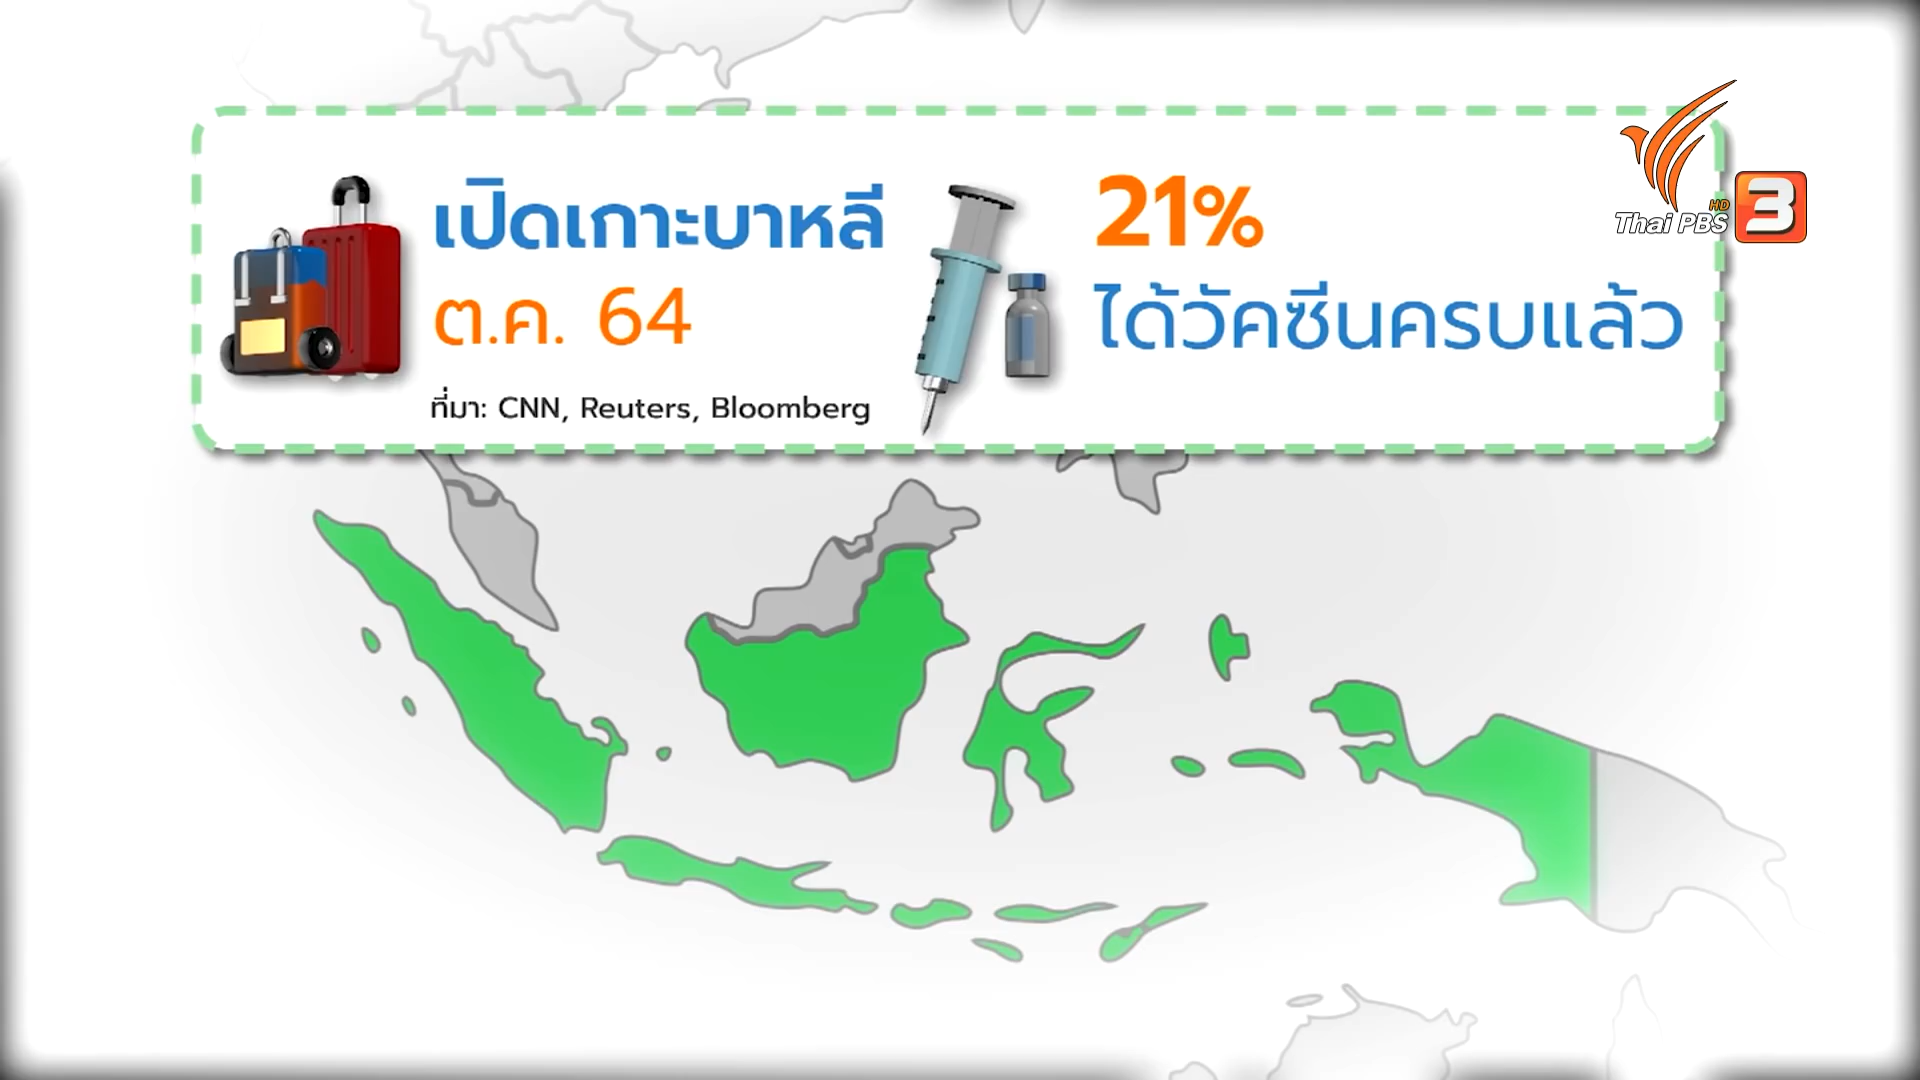 เปิดเกาะบาหลี
ต.ค. 64
ที่มา: CNN, Reuters, Bloomberg
21%
ได้วัคซีนครบแล้ว
Thai PBS HD 3